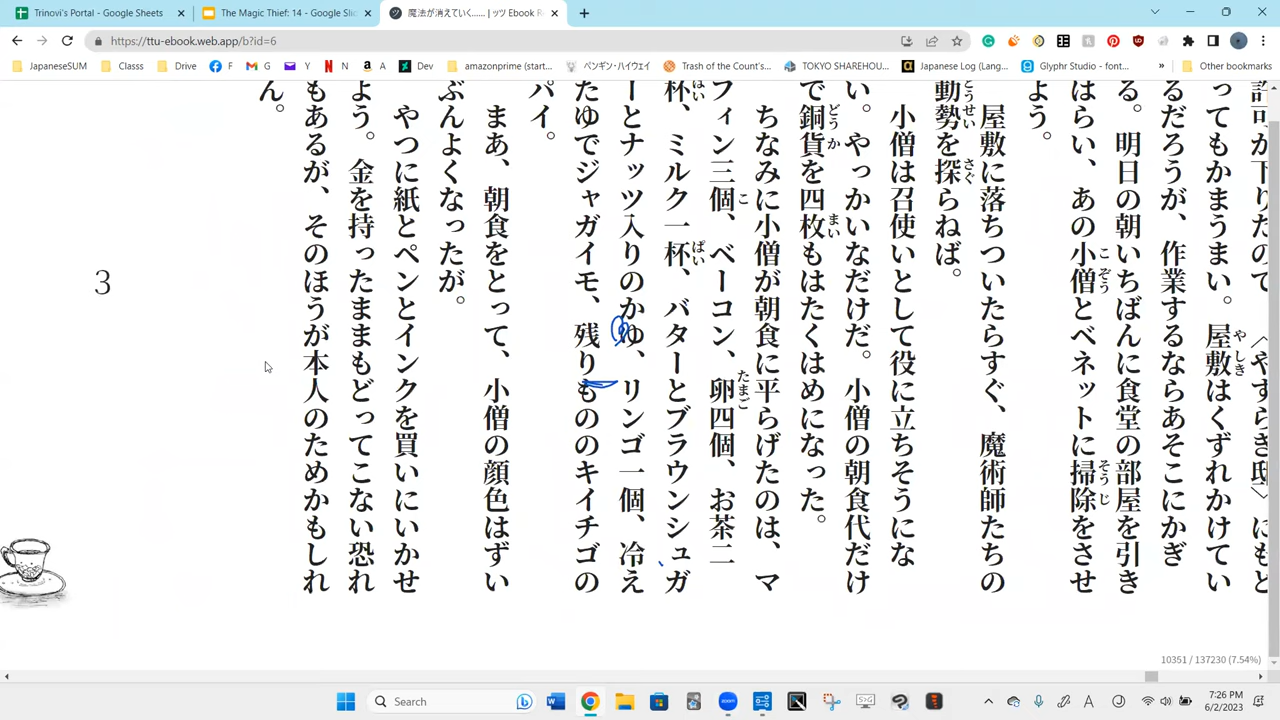 Trinovi's Portal - Google Sheets
The Magic Thief: 14 - Google Slic
魔法が消えていく...... | ッツ Ebook Re
https://ttu-ebook.web.app/b?id=6
JapaneseSUM
Classs
Drive
F
G
Y
N
A
Dev
amazonprime (start...
ペンギン・ハイウェイ
Trash of the Count's...
TOKYO SHAREHOU...
Japanese Log (Lang...
Glyphr Studio - font...
»
Other bookmarks
許可が下りたので〈やすらぎ邸〉にもど
ってもかまうまい。屋敷はくずれかけてい
るだろうが、作業するならあそこにかぎ
る。明日の朝いちばんに食堂の部屋を引き
はらい、あの小僧とベネットに掃除をさせ
よう。
屋敷に落ちついたらすぐ、魔術師たちの
動勢を探らねば。
小僧は召使いとして役に立ちそうにな
い。やっかいなだけだ。小僧の朝食代だけ
で銅貨を四枚もはたくはめになった。
ちなみに小僧が朝食に平らげたのは、マ
フィン三個、ベーコン、卵四個、お茶二
杯、ミルク一杯、バターとブラウンシュガ
ーとナッツ入りのかゆ、リンゴ一個、冷え
たゆでジャガイモ、残りもののキイチゴの
パイ。
まあ、朝食をとって、小僧の顔色はずい
ぶんよくなったが。
やつに紙とペンとインクを買いにいかせ
よう。金を持ったままもどってこない恐れ
もあるが、そのほうが本人のためかもしれ
ん。
3
10351 / 137230 (7.54%)
Search
7:26 PM
6/2/2023